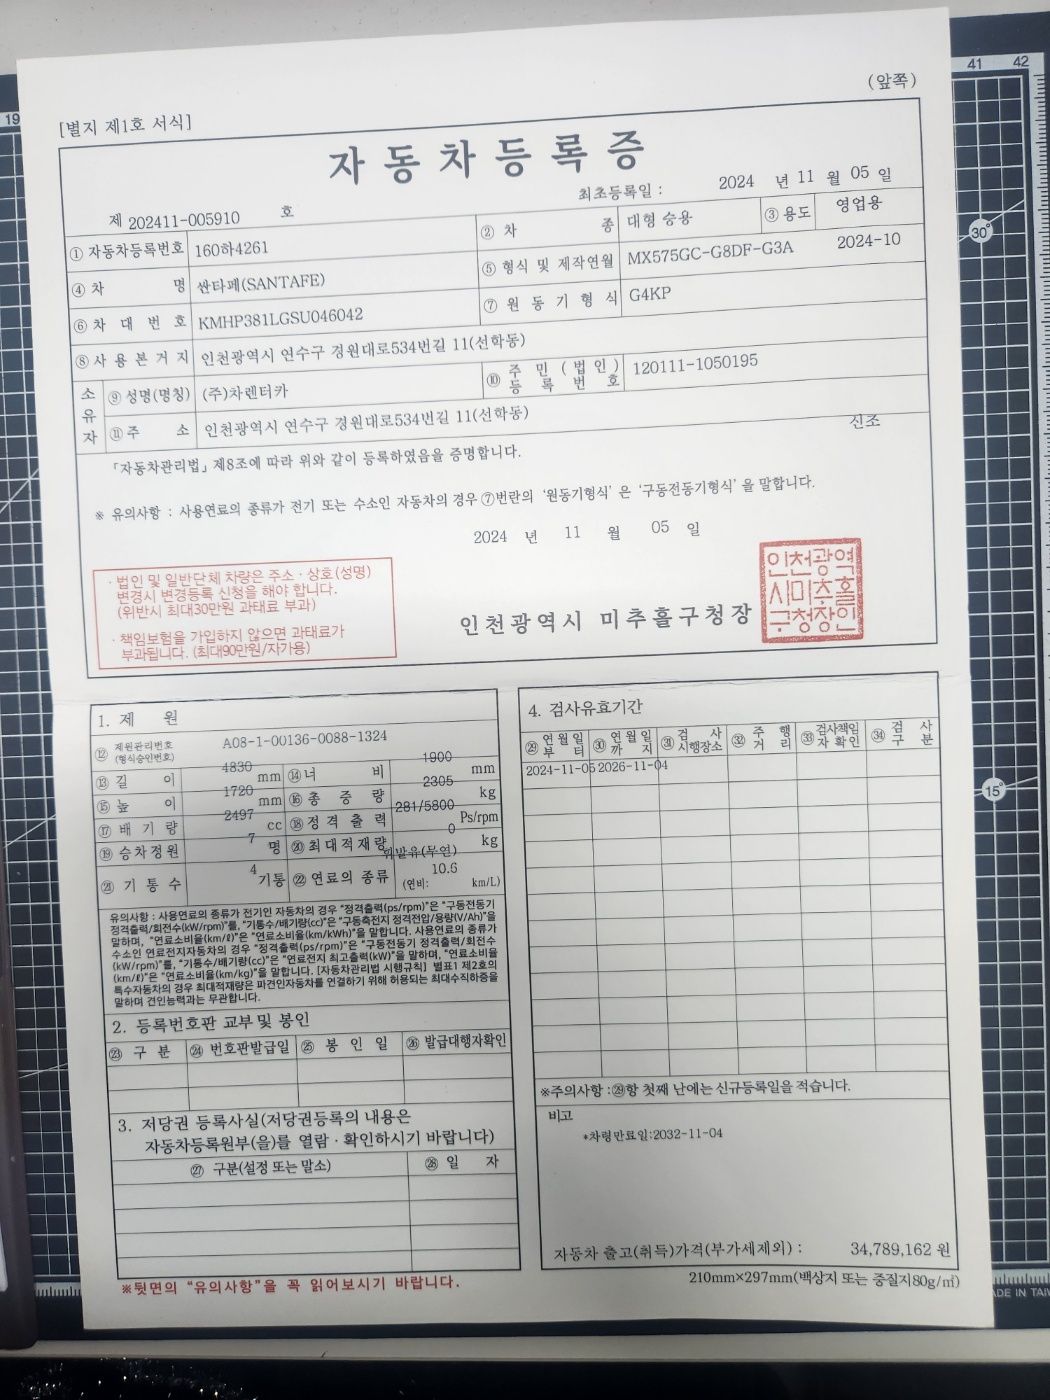 (앞쪽)
[별지 제1호 서식]
자동차등록증
최초등록일 : 2024 년 11 월 05 일
제 202411-005910 호
① 자동차등록번호 160하4261 ② 차 종 대형 승용 ③ 용도 영업용
④ 차 명 싼타페(SANTAFE) ⑤ 형식 및 제작연월 MX575GC-G8DF-G3A 2024-10
⑥ 차 대 번 호 KMHP381LGSU046042 ⑦ 원 동 기 형 식 G4KP
⑧ 사 용 본 거 지 인천광역시 연수구 경원대로534번길 11(선학동)
소유자 ⑨ 성명(명칭) (주)차렌터카 ⑩ 주 민 ( 법 인 ) 등 록 번 호 120111-1050195
⑪ 주 소 인천광역시 연수구 경원대로534번길 11(선학동)
신조
「자동차관리법」 제8조에 따라 위와 같이 등록하였음을 증명합니다.
※ 유의사항 : 사용연료의 종류가 전기 또는 수소인 자동차의 경우 ⑦번란의 '원동기형식' 은 '구동전동기형식' 을 말합니다.
2024 년 11 월 05 일
· 법인 및 일반단체 차량은 주소 · 상호(성명)
변경시 변경등록 신청을 해야 합니다.
(위반시 최대30만원 과태료 부과)
· 책임보험을 가입하지 않으면 과태료가
부과됩니다. (최대90만원/자가용)
인천광역시 미추홀구청장
인천광역
시미추홀
구청장인
1. 제 원
⑫ 제원관리번호 (형식승인번호) A08-1-00136-0088-1324
⑬ 길 이 4830 mm ⑭ 너 비 1900 mm
⑮ 높 이 1720 mm ⑯ 총 중 량 2305 kg
⑰ 배 기 량 2497 cc ⑱ 정 격 출 력 281/5800 Ps/rpm
⑲ 승차정원 7 명 ⑳ 최대적재량 0 kg
㉑ 기 통 수 4 기통 ㉒ 연료의 종류 휘발유(무연) (연비: 10.6 km/L)
유의사항 : 사용연료의 종류가 전기인 자동차의 경우 "정격출력(ps/rpm)"은 "구동전동기
정격출력/회전수(kW/rpm)"를, "기통수/배기량(cc)"은 "구동축전지 정격전압/용량(V/Ah)"을
말하며, "연료소비율(km/ℓ)"은 "연료소비율(km/kWh)"을 말합니다. 사용연료의 종류가
수소인 연료전지자동차의 경우 "정격출력(ps/rpm)"은 "구동전동기 정격출력/회전수
(kW/rpm)"를, "기통수/배기량(cc)"은 "연료전지 최고출력(kW)"을 말하며, "연료소비율
(km/ℓ)"은 "연료소비율(km/kg)"을 말합니다. [자동차관리법 시행규칙] 별표1 제2호의
특수자동차의 경우 최대적재량은 피견인자동차를 연결하기 위해 허용되는 최대수직하중을
말하며 견인능력과는 무관합니다.
2. 등록번호판 교부 및 봉인
㉓ 구 분 ㉔ 번호판발급일 ㉕ 봉 인 일 ㉖ 발급대행자확인
3. 저당권 등록사실(저당권등록의 내용은
자동차등록원부(을)를 열람 · 확인하시기 바랍니다)
㉗ 구분(설정 또는 말소) ㉘ 일 자
※뒷면의 "유의사항"을 꼭 읽어보시기 바랍니다.
4. 검사유효기간
㉙ 연월일 부 터 ㉚ 연월일 까 지 ㉛ 검 사 시행장소 ㉜ 주 행 거 리 ㉝ 검사책임 자 확 인 ㉞ 검 사 구 분
2024-11-05 2026-11-04
※주의사항 :㉙항 첫째 난에는 신규등록일을 적습니다.
비고
*차령만료일:2032-11-04
자동차 출고(취득)가격(부가세제외) : 34,789,162 원
210mm×297mm(백상지 또는 중질지80g/㎡)
19
41 42
30°
15°
ADE IN TAIW